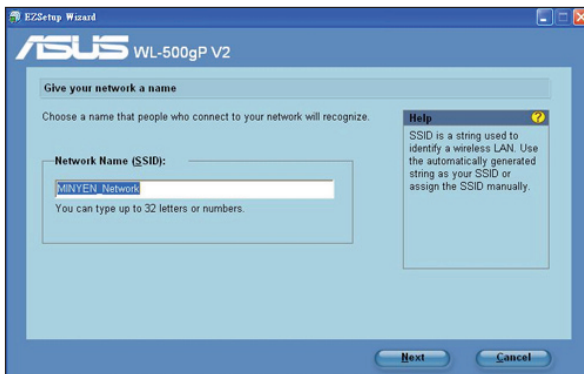 EZSetup Wizard
ASUS WL-500gP V2
Give your network a name
Choose a name that people who connect to your network will recognize.
Network Name (SSID):
MINYEN_Network
You can type up to 32 letters or numbers.
Help
SSID is a string used to
identify a wireless LAN. Use
the automatically generated
string as your SSID or
assign the SSID manually.
Next
Cancel